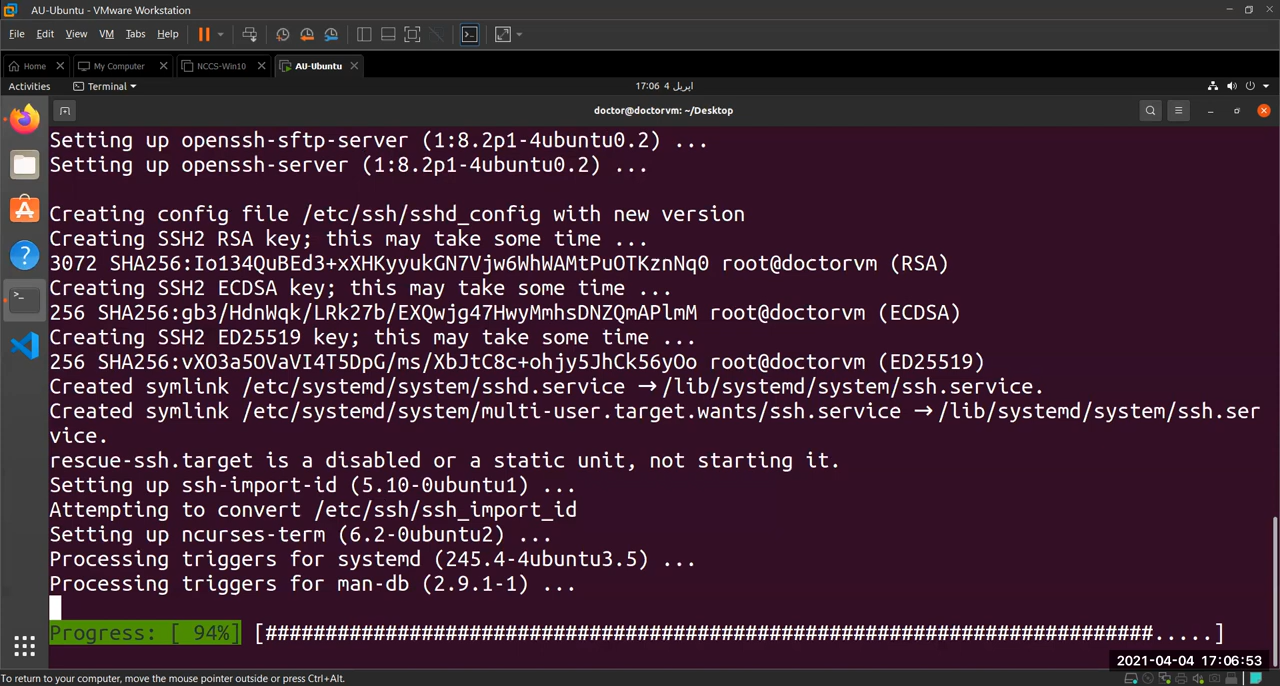 AU-Ubuntu - VMware Workstation
File Edit View VM Tabs Help
Home My Computer NCCS-Win10 AU-Ubuntu
Activities Terminal 17:06 4 اپریل
doctor@doctorvm: ~/Desktop
Setting up openssh-sftp-server (1:8.2p1-4ubuntu0.2) ...
Setting up openssh-server (1:8.2p1-4ubuntu0.2) ...
Creating config file /etc/ssh/sshd_config with new version
Creating SSH2 RSA key; this may take some time ...
3072 SHA256:Io134QuBEd3+xXHKyyukGN7Vjw6WhWAMtPuOTKznNq0 root@doctorvm (RSA)
Creating SSH2 ECDSA key; this may take some time ...
256 SHA256:gb3/HdnWqk/LRk27b/EXQwjg47HwyMmhsDNZQmAPlmM root@doctorvm (ECDSA)
Creating SSH2 ED25519 key; this may take some time ...
256 SHA256:vXO3a5OVaVI4T5DpG/ms/XbJtC8c+ohjy5JhCk56yOo root@doctorvm (ED25519)
Created symlink /etc/systemd/system/sshd.service → /lib/systemd/system/ssh.service.
Created symlink /etc/systemd/system/multi-user.target.wants/ssh.service → /lib/systemd/system/ssh.ser
vice.
rescue-ssh.target is a disabled or a static unit, not starting it.
Setting up ssh-import-id (5.10-0ubuntu1) ...
Attempting to convert /etc/ssh/ssh_import_id
Setting up ncurses-term (6.2-0ubuntu2) ...
Processing triggers for systemd (245.4-4ubuntu3.5) ...
Processing triggers for man-db (2.9.1-1) ...
Progress: [ 94%] [##########################################################################.....]
2021-04-04 17:06:53
To return to your computer, move the mouse pointer outside or press Ctrl+Alt.